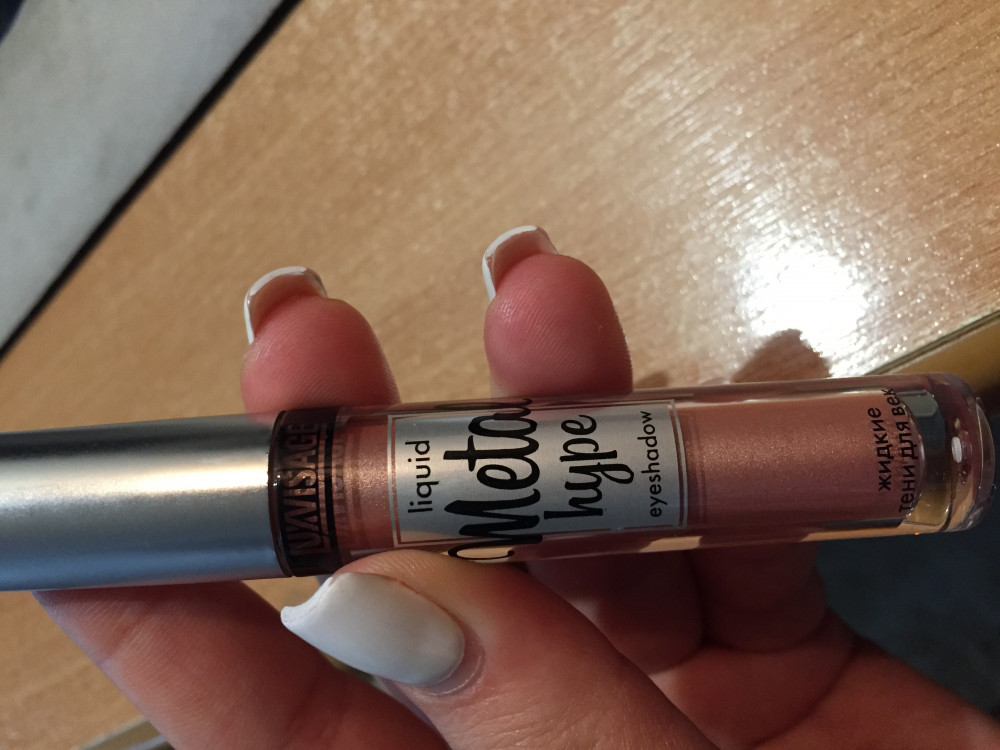 LUXVISAGE
liquid
Metal
hype
eyeshadow
жидкие
тени для век